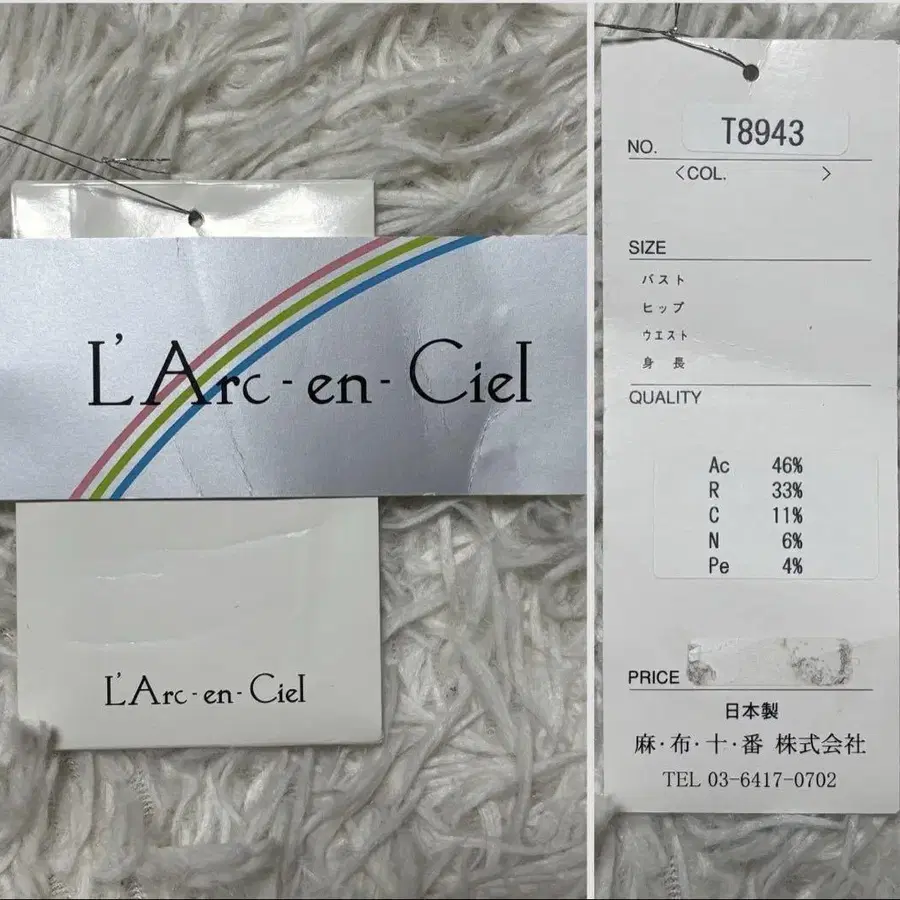 L'Arc-en-Ciel
L'Arc-en-Ciel
NO. T8943
<COL. >
SIZE
バスト
ヒップ
ウエスト
身 長
QUALITY
Ac 46%
R 33%
C 11%
N 6%
Pe 4%
PRICE
日本製
麻・布・十・番 株式会社
TEL 03-6417-0702